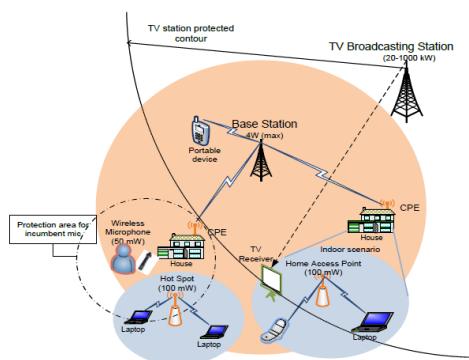 TV station protected
contour
TV Broadcasting Station
(20-1000 kW)
Base Station
4W (max)
Portable
device
CPE
House
Protection area for
incumbent mic.
Wireless
Microphone
(50 mW)
CPE
House
TV
Receiver
Indoor scenario
Home Access Point
(100 mW)
Hot Spot
(100 mW)
Laptop
Laptop
Laptop